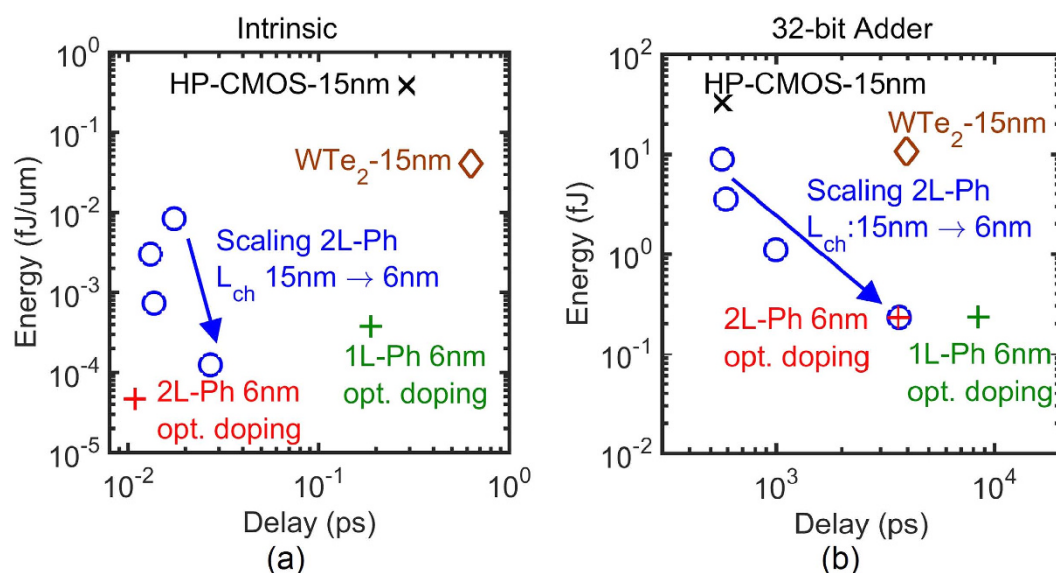 Intrinsic
10^0
10^-1
10^-2
10^-3
10^-4
10^-5
Energy (fJ/um)
HP-CMOS-15nm
WTe₂-15nm
Scaling 2L-Ph
L_ch 15nm → 6nm
2L-Ph 6nm
opt. doping
1L-Ph 6nm
opt. doping
10^-2
10^-1
10^0
Delay (ps)
(a)
32-bit Adder
10^2
10^1
10^0
10^-1
10^-2
Energy (fJ)
HP-CMOS-15nm
WTe₂-15nm
Scaling 2L-Ph
L_ch:15nm → 6nm
2L-Ph 6nm
opt. doping
1L-Ph 6nm
opt. doping
10^3
10^4
Delay (ps)
(b)